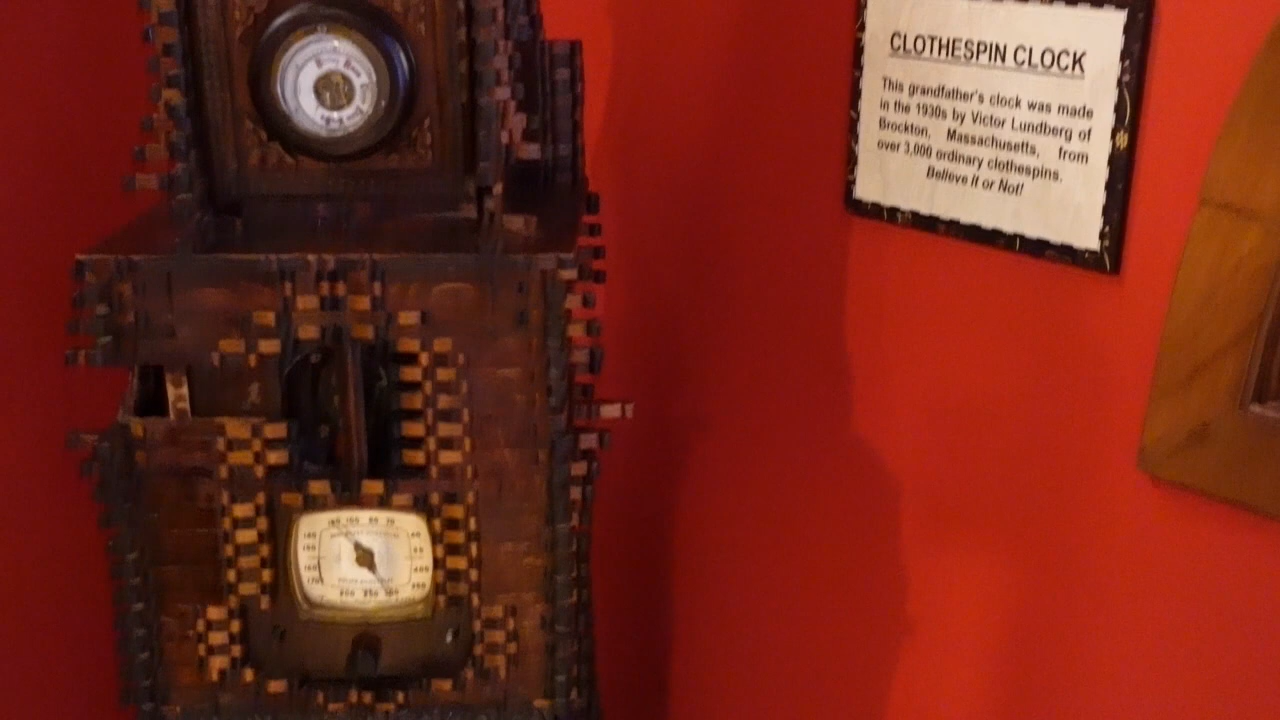 CLOTHESPIN CLOCK
This grandfather's clock was made
in the 1930s by Victor Lundberg of
Brockton, Massachusetts, from
over 3,000 ordinary clothespins.
Believe It or Not!